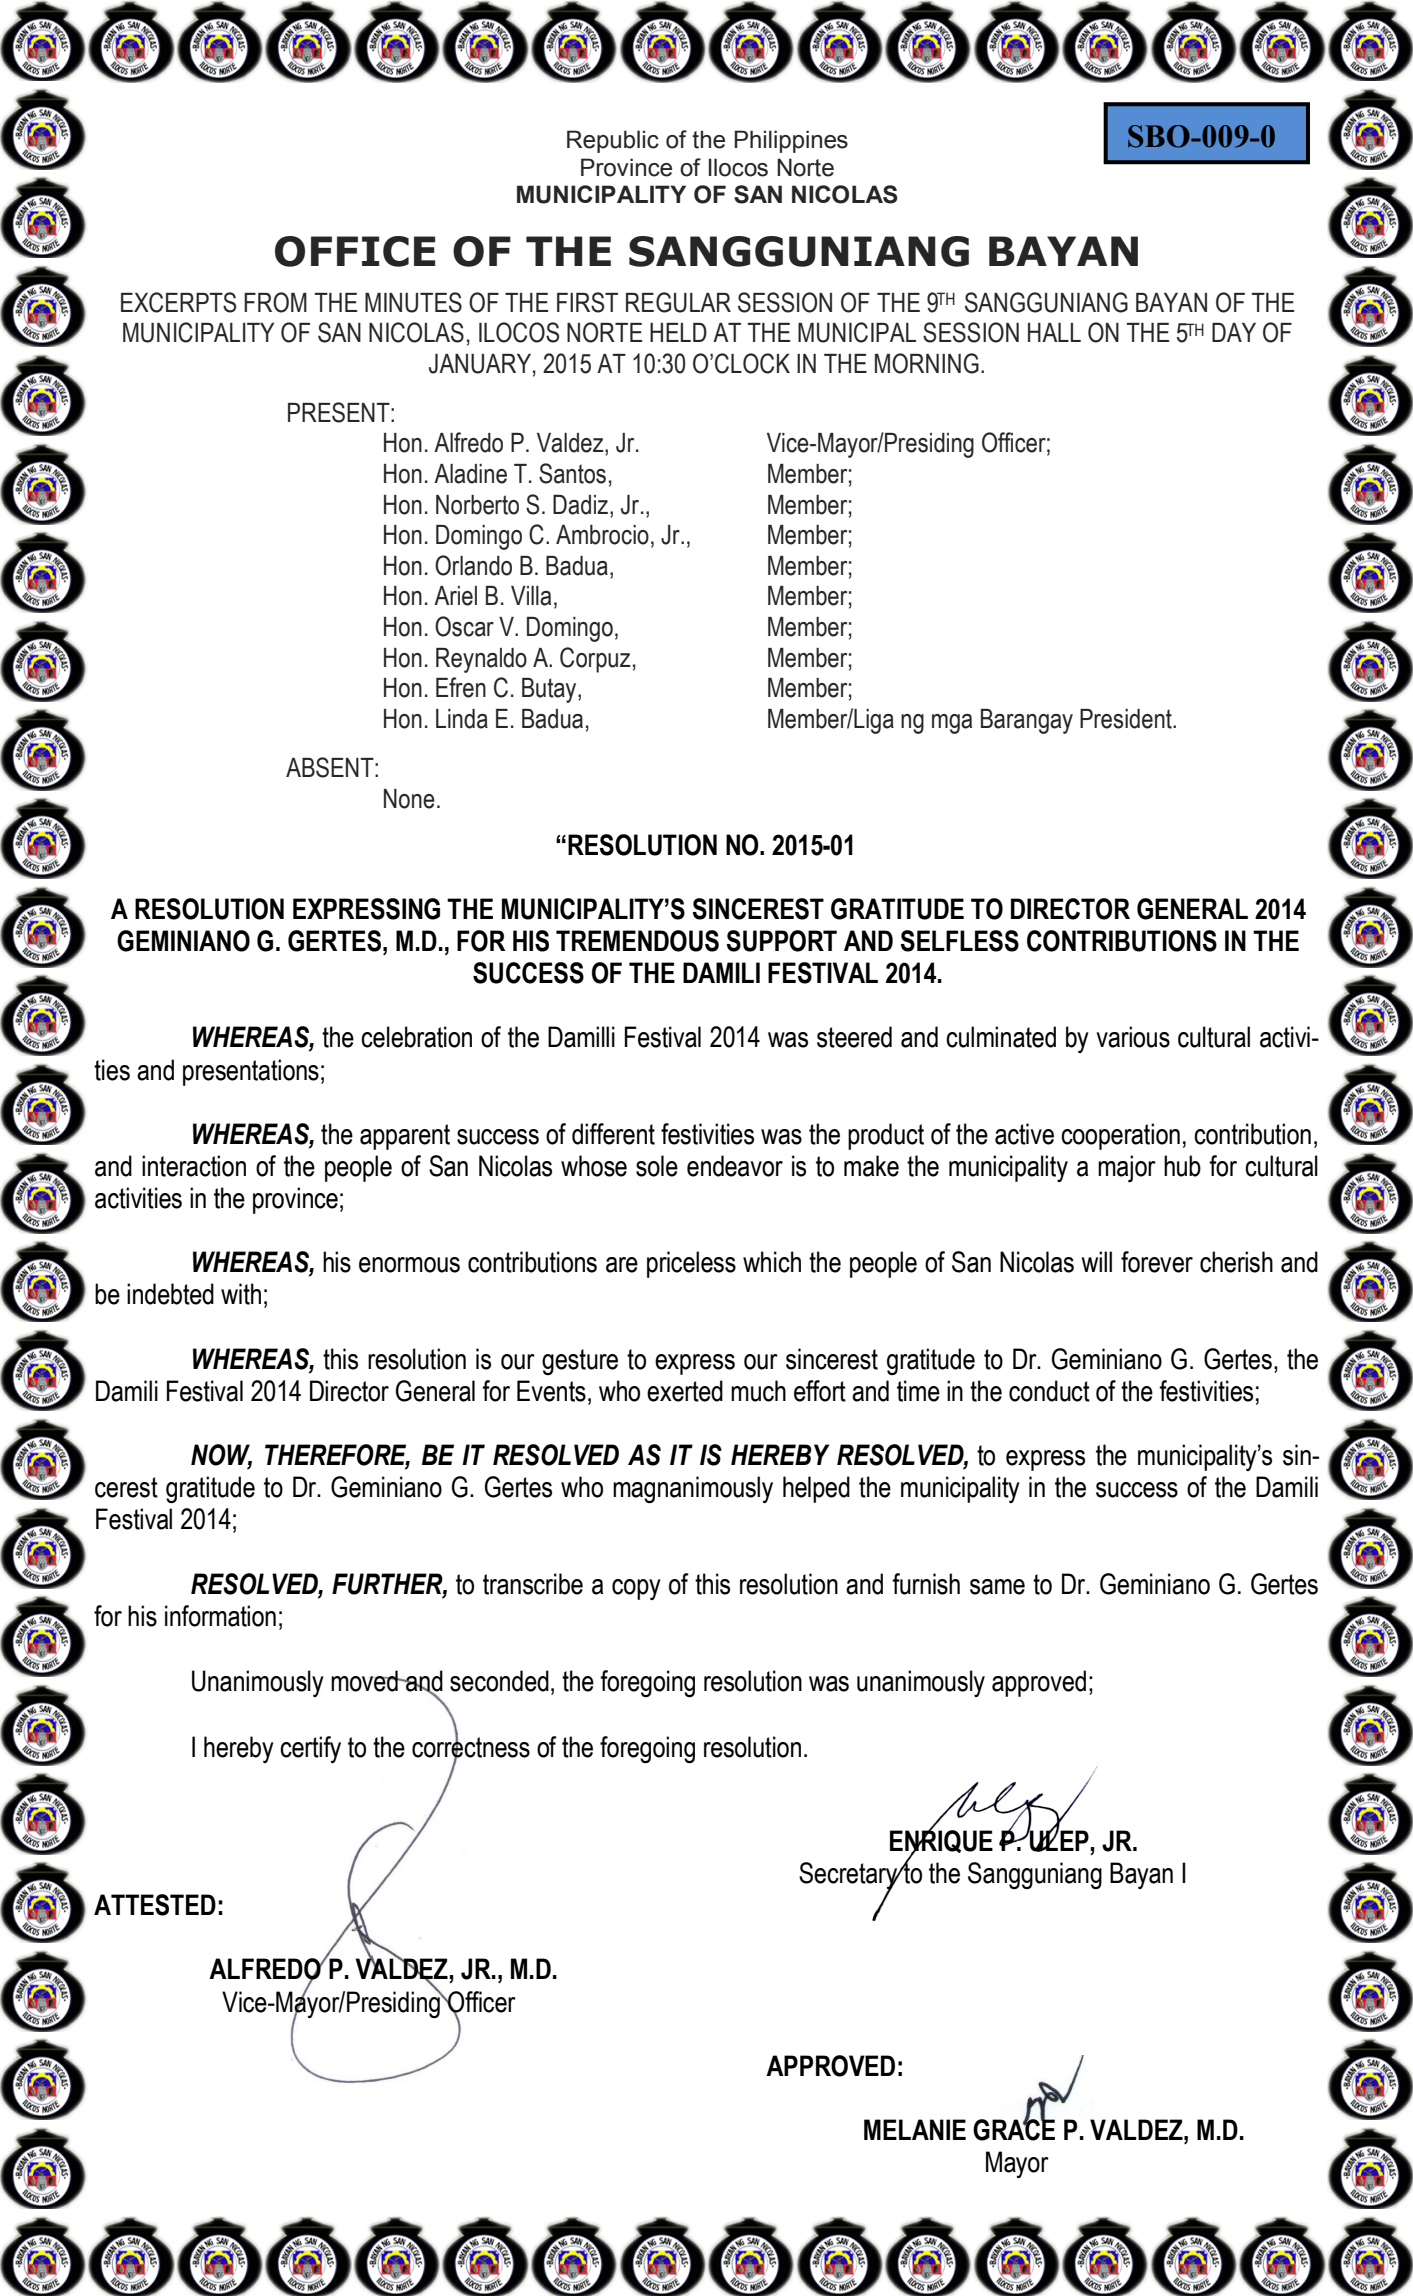 SBO-009-0
Republic of the Philippines
Province of Ilocos Norte
MUNICIPALITY OF SAN NICOLAS
OFFICE OF THE SANGGUNIANG BAYAN
EXCERPTS FROM THE MINUTES OF THE FIRST REGULAR SESSION OF THE 9TH SANGGUNIANG BAYAN OF THE
MUNICIPALITY OF SAN NICOLAS, ILOCOS NORTE HELD AT THE MUNICIPAL SESSION HALL ON THE 5TH DAY OF
JANUARY, 2015 AT 10:30 O’CLOCK IN THE MORNING.
PRESENT:
Hon. Alfredo P. Valdez, Jr. Vice-Mayor/Presiding Officer;
Hon. Aladine T. Santos, Member;
Hon. Norberto S. Dadiz, Jr., Member;
Hon. Domingo C. Ambrocio, Jr., Member;
Hon. Orlando B. Badua, Member;
Hon. Ariel B. Villa, Member;
Hon. Oscar V. Domingo, Member;
Hon. Reynaldo A. Corpuz, Member;
Hon. Efren C. Butay, Member;
Hon. Linda E. Badua, Member/Liga ng mga Barangay President.
ABSENT:
None.
“RESOLUTION NO. 2015-01
A RESOLUTION EXPRESSING THE MUNICIPALITY’S SINCEREST GRATITUDE TO DIRECTOR GENERAL 2014
GEMINIANO G. GERTES, M.D., FOR HIS TREMENDOUS SUPPORT AND SELFLESS CONTRIBUTIONS IN THE
SUCCESS OF THE DAMILI FESTIVAL 2014.
WHEREAS, the celebration of the Damilli Festival 2014 was steered and culminated by various cultural activi-
ties and presentations;
WHEREAS, the apparent success of different festivities was the product of the active cooperation, contribution,
and interaction of the people of San Nicolas whose sole endeavor is to make the municipality a major hub for cultural
activities in the province;
WHEREAS, his enormous contributions are priceless which the people of San Nicolas will forever cherish and
be indebted with;
WHEREAS, this resolution is our gesture to express our sincerest gratitude to Dr. Geminiano G. Gertes, the
Damili Festival 2014 Director General for Events, who exerted much effort and time in the conduct of the festivities;
NOW, THEREFORE, BE IT RESOLVED AS IT IS HEREBY RESOLVED, to express the municipality’s sin-
cerest gratitude to Dr. Geminiano G. Gertes who magnanimously helped the municipality in the success of the Damili
Festival 2014;
RESOLVED, FURTHER, to transcribe a copy of this resolution and furnish same to Dr. Geminiano G. Gertes
for his information;
Unanimously moved and seconded, the foregoing resolution was unanimously approved;
I hereby certify to the correctness of the foregoing resolution.
ENRIQUE P. ULEP, JR.
Secretary to the Sangguniang Bayan I
ATTESTED:
ALFREDO P. VALDEZ, JR., M.D.
Vice-Mayor/Presiding Officer
APPROVED:
MELANIE GRACE P. VALDEZ, M.D.
Mayor